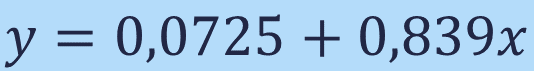 y = 0,0725 + 0,839x